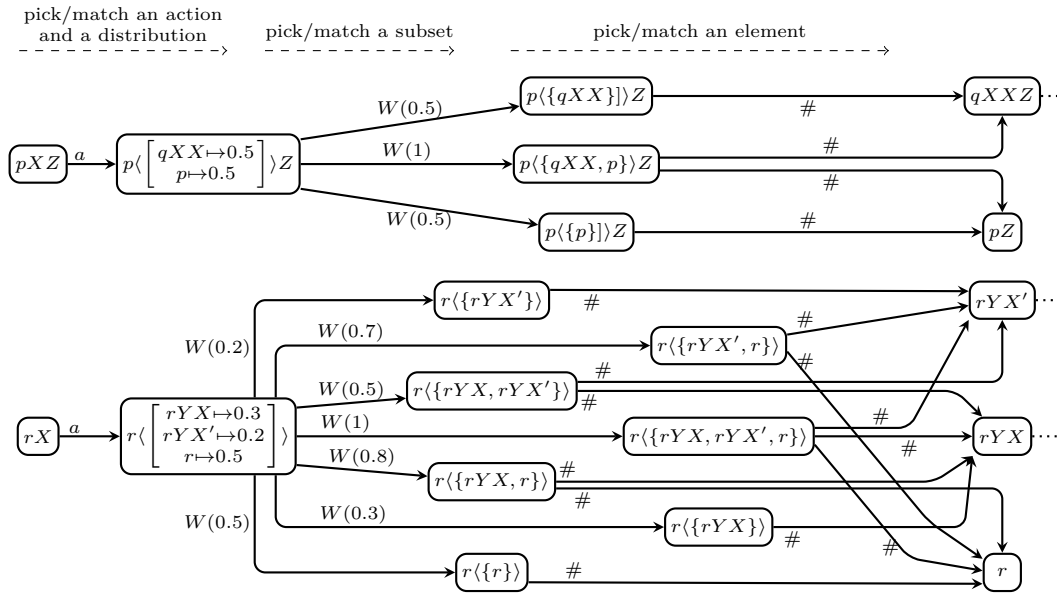 pick/match an action
and a distribution
pick/match a subset
pick/match an element
p⟨{qXX}]⟩Z
qXXZ
W(0.5)
#
pXZ
a
p⟨[qXX↦0.5
p↦0.5]⟩Z
W(1)
p⟨{qXX, p}⟩Z
#
#
W(0.5)
p⟨{p}]⟩Z
#
pZ
r⟨{rYX′}⟩
#
rYX′
W(0.2)
W(0.7)
r⟨{rYX′, r}⟩
#
#
W(0.5)
r⟨{rYX, rYX′}⟩
#
#
rX
a
r⟨[rYX↦0.3
rYX′↦0.2
r↦0.5]⟩
W(1)
r⟨{rYX, rYX′, r}⟩
#
#
#
rYX
W(0.8)
r⟨{rYX, r}⟩
#
#
W(0.5)
W(0.3)
r⟨{rYX}⟩
#
r⟨{r}⟩
#
r